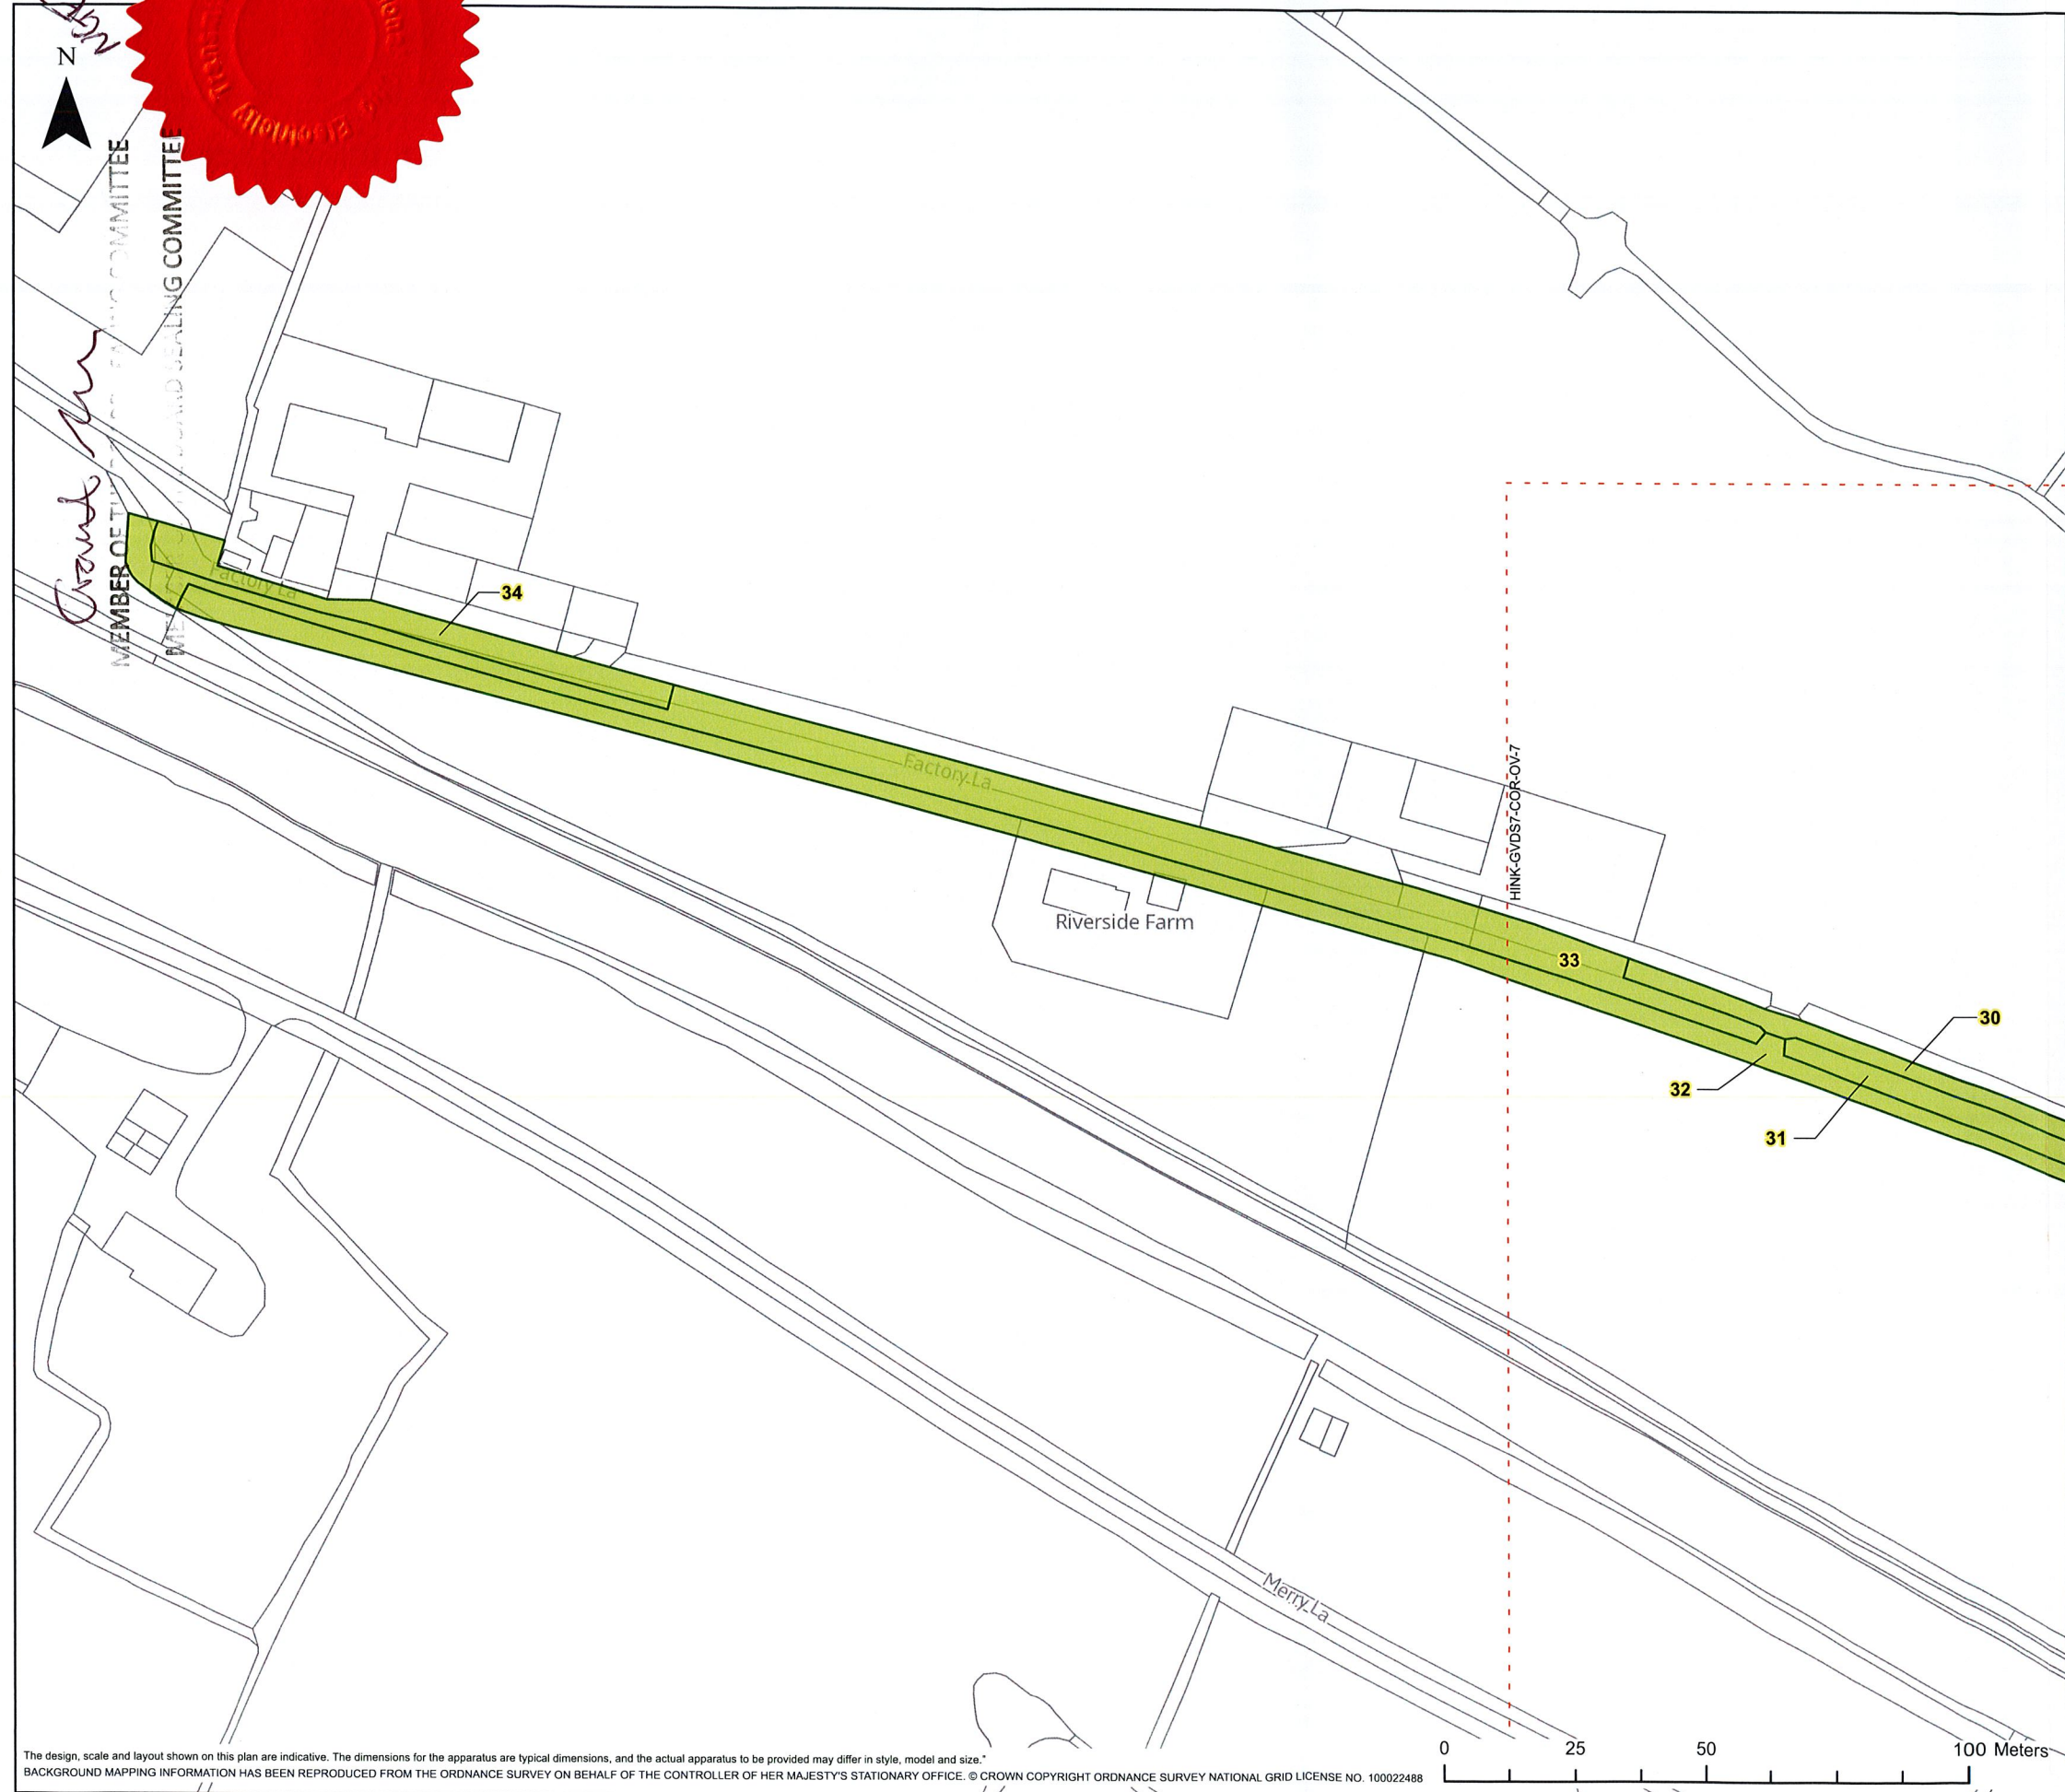 N
MEMBER OF
COMMITTEE
SEALING COMMITTEE
Factory La
34
Factory La
HINK-GVDS7-COR-OV-7
Riverside Farm
33
30
32
31
Merry La
The design, scale and layout shown on this plan are indicative. The dimensions for the apparatus are typical dimensions, and the actual apparatus to be provided may differ in style, model and size."
BACKGROUND MAPPING INFORMATION HAS BEEN REPRODUCED FROM THE ORDNANCE SURVEY ON BEHALF OF THE CONTROLLER OF HER MAJESTY'S STATIONARY OFFICE. © CROWN COPYRIGHT ORDNANCE SURVEY NATIONAL GRID LICENSE NO. 100022488
0 25 50 100 Meters